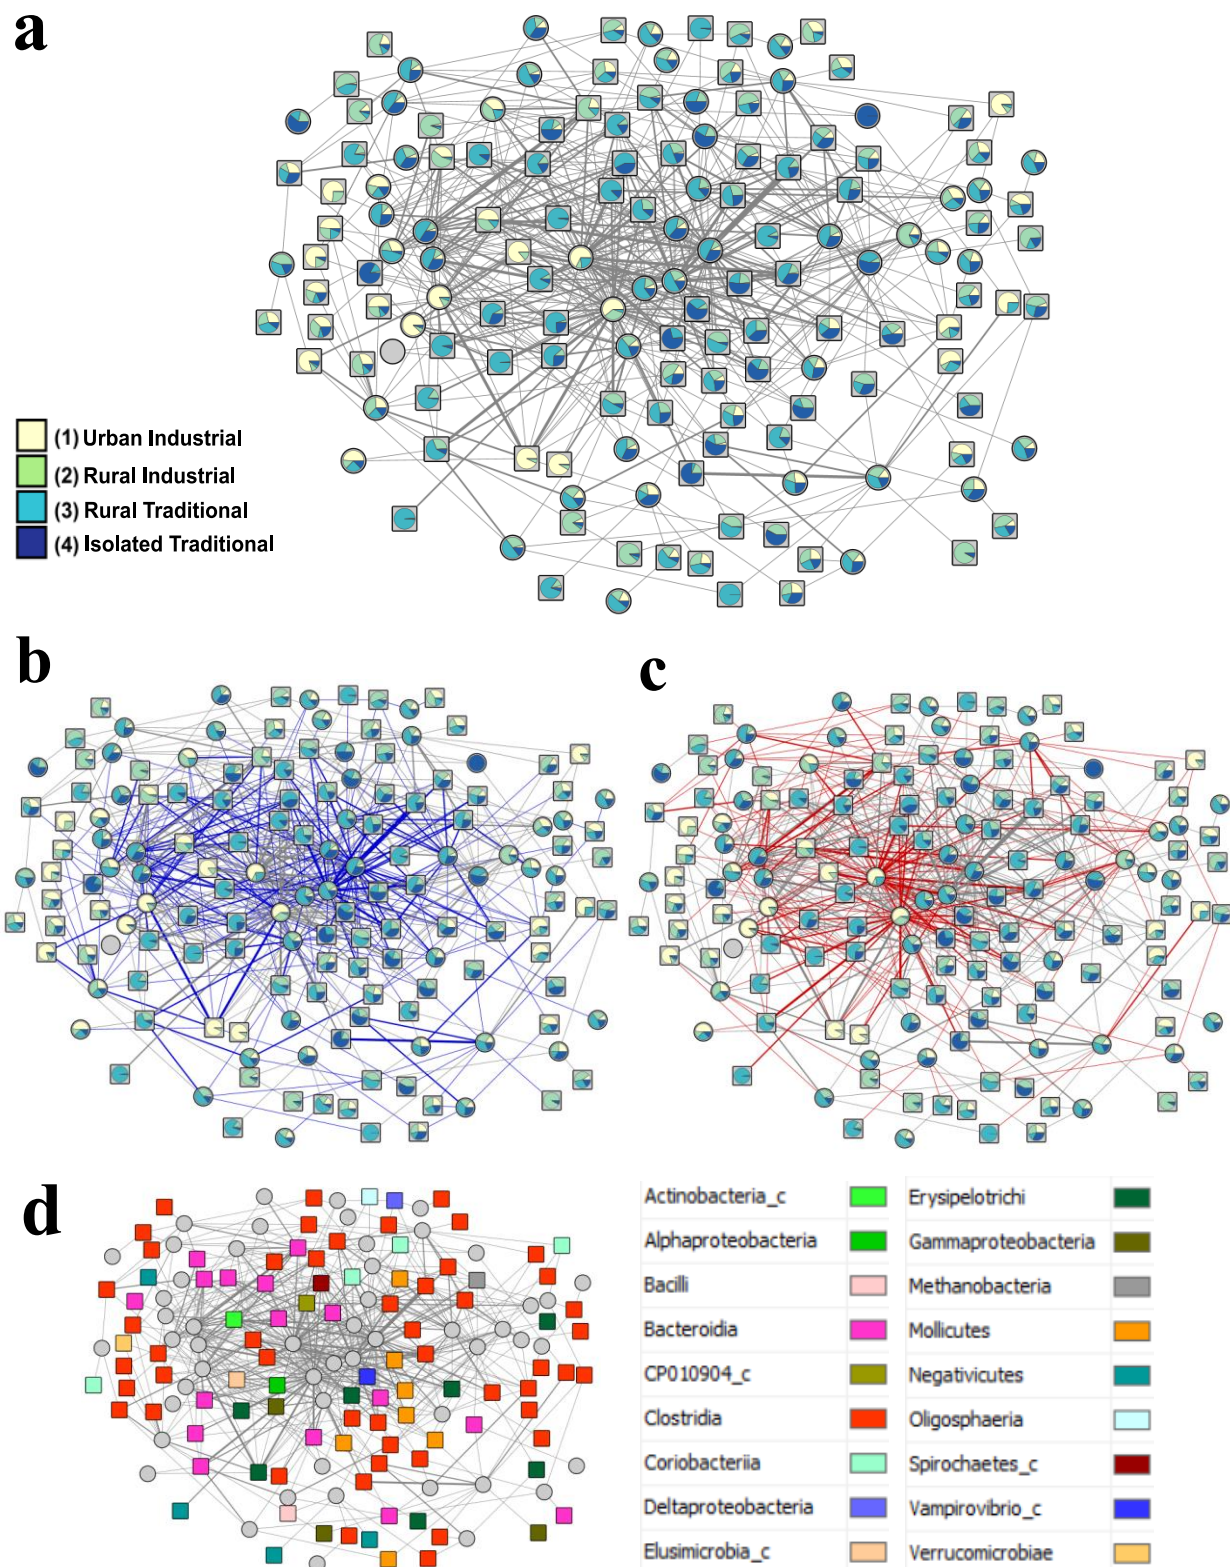 a
(1) Urban Industrial
(2) Rural Industrial
(3) Rural Traditional
(4) Isolated Traditional
b
c
d
Actinobacteria_c
Erysipelotrichi
Alphaproteobacteria
Gammaproteobacteria
Bacilli
Methanobacteria
Bacteroidia
Mollicutes
CP010904_c
Negativicutes
Clostridia
Oligosphaeria
Coriobacteriia
Spirochaetes_c
Deltaproteobacteria
Vampirovibrio_c
Elusimicrobia_c
Verrucomicrobiae